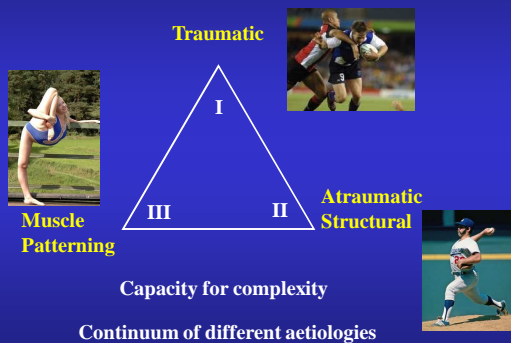 Traumatic
I
III
II
Muscle
Patterning
Atraumatic
Structural
Capacity for complexity
Continuum of different aetiologies